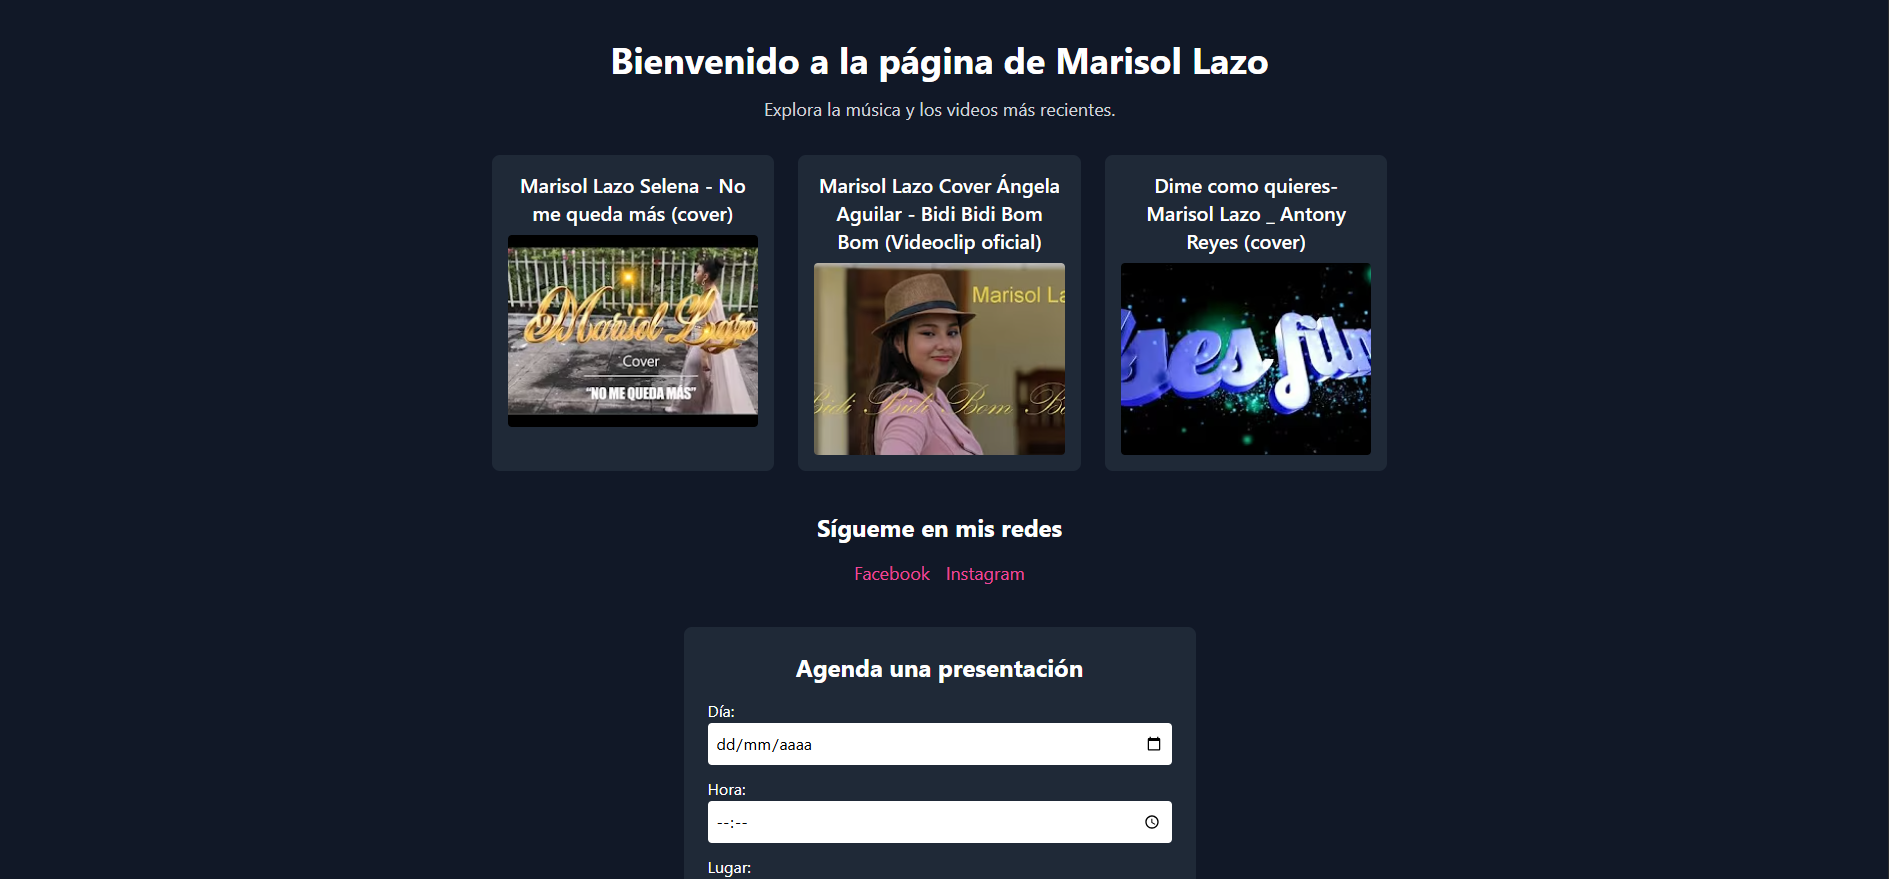 Bienvenido a la página de Marisol Lazo
Explora la música y los videos más recientes.
Marisol Lazo Selena - No
me queda más (cover)
Marisol Lazo
Cover
“NO ME QUEDA MÁS”
Marisol Lazo Cover Ángela
Aguilar - Bidi Bidi Bom
Bom (Videoclip oficial)
Marisol La
Bidi Bidi Bom B
Dime como quieres-
Marisol Lazo _ Antony
Reyes (cover)
ses film
Sígueme en mis redes
Facebook Instagram
Agenda una presentación
Día:
dd/mm/aaaa
Hora:
--:--
Lugar: